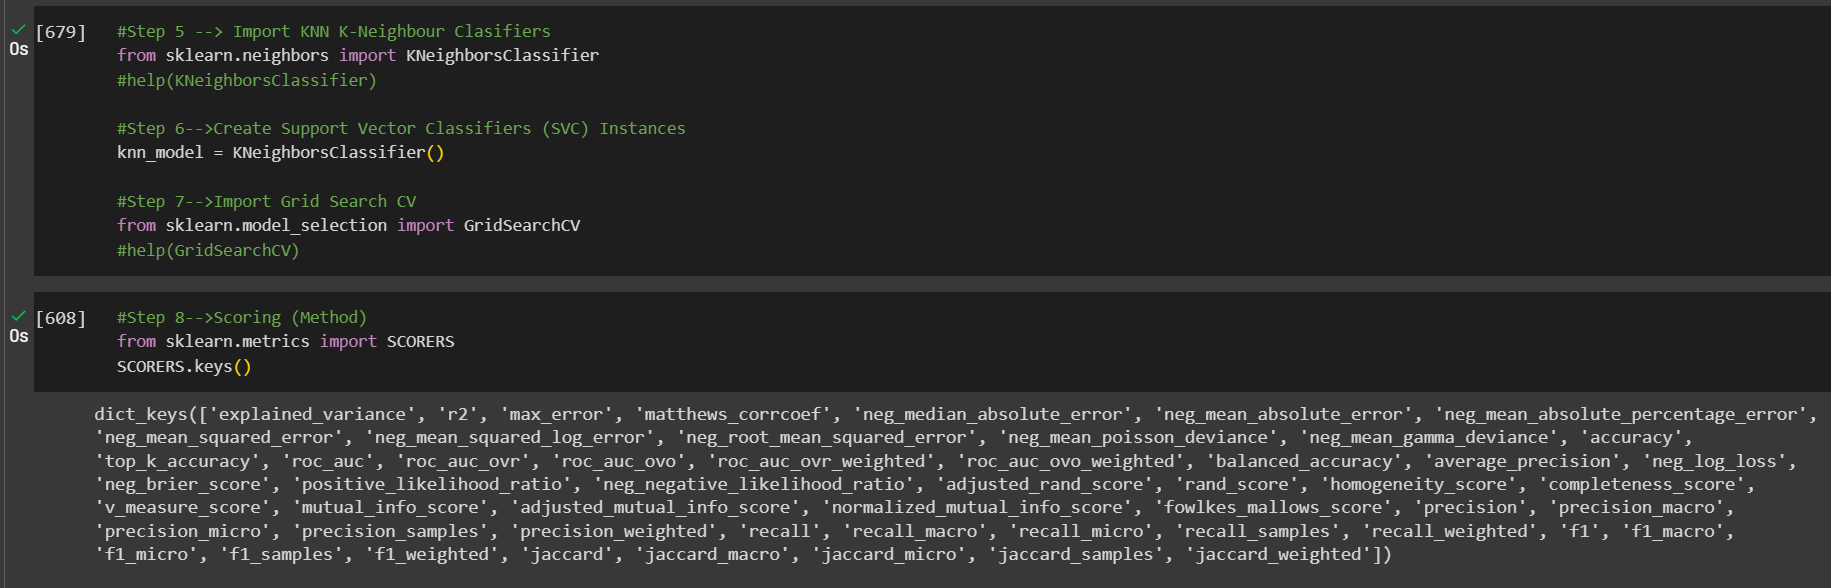 [679] #Step 5 --> Import KNN K-Neighbour Clasifiers
0s from sklearn.neighbors import KNeighborsClassifier
#help(KNeighborsClassifier)
#Step 6-->Create Support Vector Classifiers (SVC) Instances
knn_model = KNeighborsClassifier()
#Step 7-->Import Grid Search CV
from sklearn.model_selection import GridSearchCV
#help(GridSearchCV)
[608] #Step 8-->Scoring (Method)
0s from sklearn.metrics import SCORERS
SCORERS.keys()
dict_keys(['explained_variance', 'r2', 'max_error', 'matthews_corrcoef', 'neg_median_absolute_error', 'neg_mean_absolute_error', 'neg_mean_absolute_percentage_error',
'neg_mean_squared_error', 'neg_mean_squared_log_error', 'neg_root_mean_squared_error', 'neg_mean_poisson_deviance', 'neg_mean_gamma_deviance', 'accuracy',
'top_k_accuracy', 'roc_auc', 'roc_auc_ovr', 'roc_auc_ovo', 'roc_auc_ovr_weighted', 'roc_auc_ovo_weighted', 'balanced_accuracy', 'average_precision', 'neg_log_loss',
'neg_brier_score', 'positive_likelihood_ratio', 'neg_negative_likelihood_ratio', 'adjusted_rand_score', 'rand_score', 'homogeneity_score', 'completeness_score',
'v_measure_score', 'mutual_info_score', 'adjusted_mutual_info_score', 'normalized_mutual_info_score', 'fowlkes_mallows_score', 'precision', 'precision_macro',
'precision_micro', 'precision_samples', 'precision_weighted', 'recall', 'recall_macro', 'recall_micro', 'recall_samples', 'recall_weighted', 'f1', 'f1_macro',
'f1_micro', 'f1_samples', 'f1_weighted', 'jaccard', 'jaccard_macro', 'jaccard_micro', 'jaccard_samples', 'jaccard_weighted'])